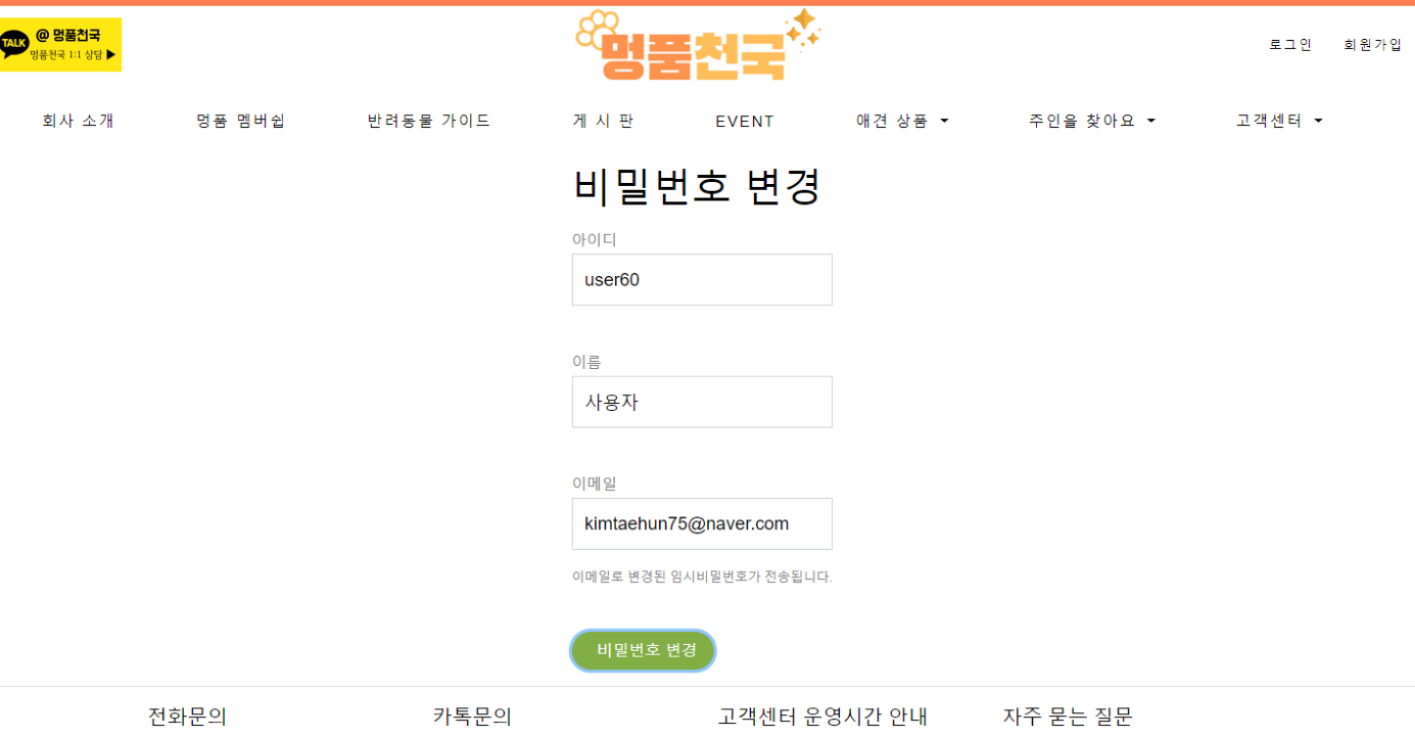 TALK @ 멍품천국
멍품천국 1:1 상담 ▶
멍품천국
로그인 회원가입
회사 소개 멍품 멤버쉽 반려동물 가이드 게 시 판 EVENT 애견 상품 주인을 찾아요 고객센터
비밀번호 변경
아이디
user60
이름
사용자
이메일
kimtaehun75@naver.com
이메일로 변경된 임시비밀번호가 전송됩니다.
비밀번호 변경
전화문의 카톡문의 고객센터 운영시간 안내 자주 묻는 질문